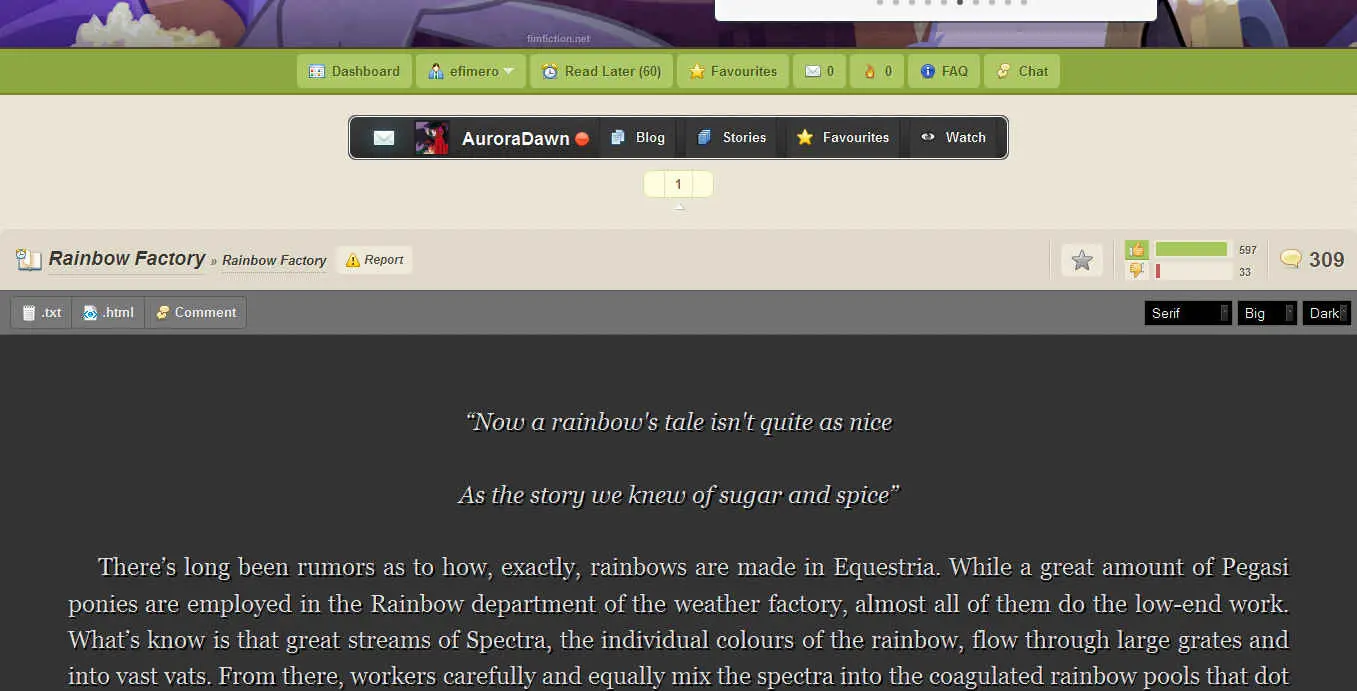 fimfiction.net
Dashboard efimero Read Later (60) Favourites 0 0 FAQ Chat
AuroraDawn Blog Stories Favourites Watch
1
Rainbow Factory » Rainbow Factory Report 597 33 309
.txt .html Comment Serif Big Dark
“Now a rainbow's tale isn't quite as nice
As the story we knew of sugar and spice”
There’s long been rumors as to how, exactly, rainbows are made in Equestria. While a great amount of Pegasi
ponies are employed in the Rainbow department of the weather factory, almost all of them do the low-end work.
What’s know is that great streams of Spectra, the individual colours of the rainbow, flow through large grates and
into vast vats. From there, workers carefully and equally mix the spectra into the coagulated rainbow pools that dot